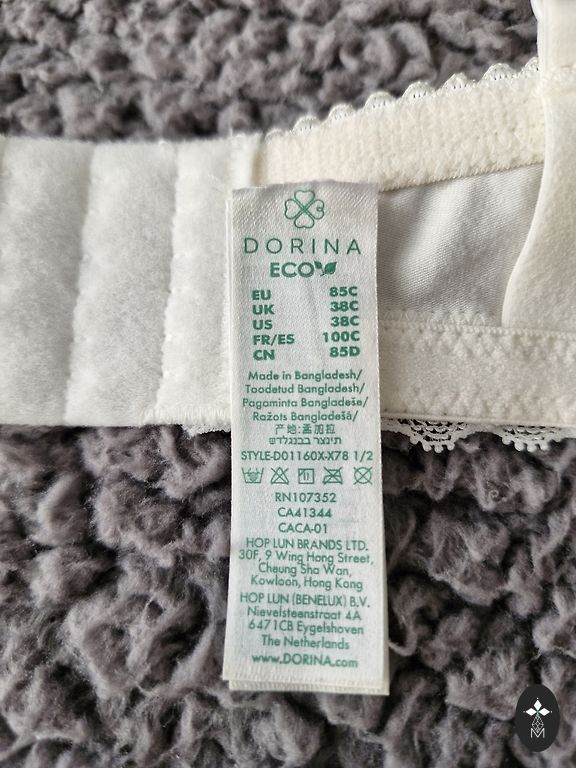 DORINA
ECO
EU 85C
UK 38C
US 38C
FR/ES 100C
CN 85D
Made in Bangladesh/
Toodetud Bangladesh/
Pagaminta Bangladeše/
Ražots Bangladešā/
产地:孟加拉
תוצרת בבנגלדש
STYLE-D01160X-X78 1/2
RN107352
CA41344
CACA-01
HOP LUN BRANDS LTD.
30F, 9 Wing Hong Street,
Cheung Sha Wan,
Kowloon, Hong Kong
HOP LUN (BENELUX) B.V.
Nievelsteenstraat 4A
6471CB Eygelshoven
The Netherlands
www.DORINA.com
M